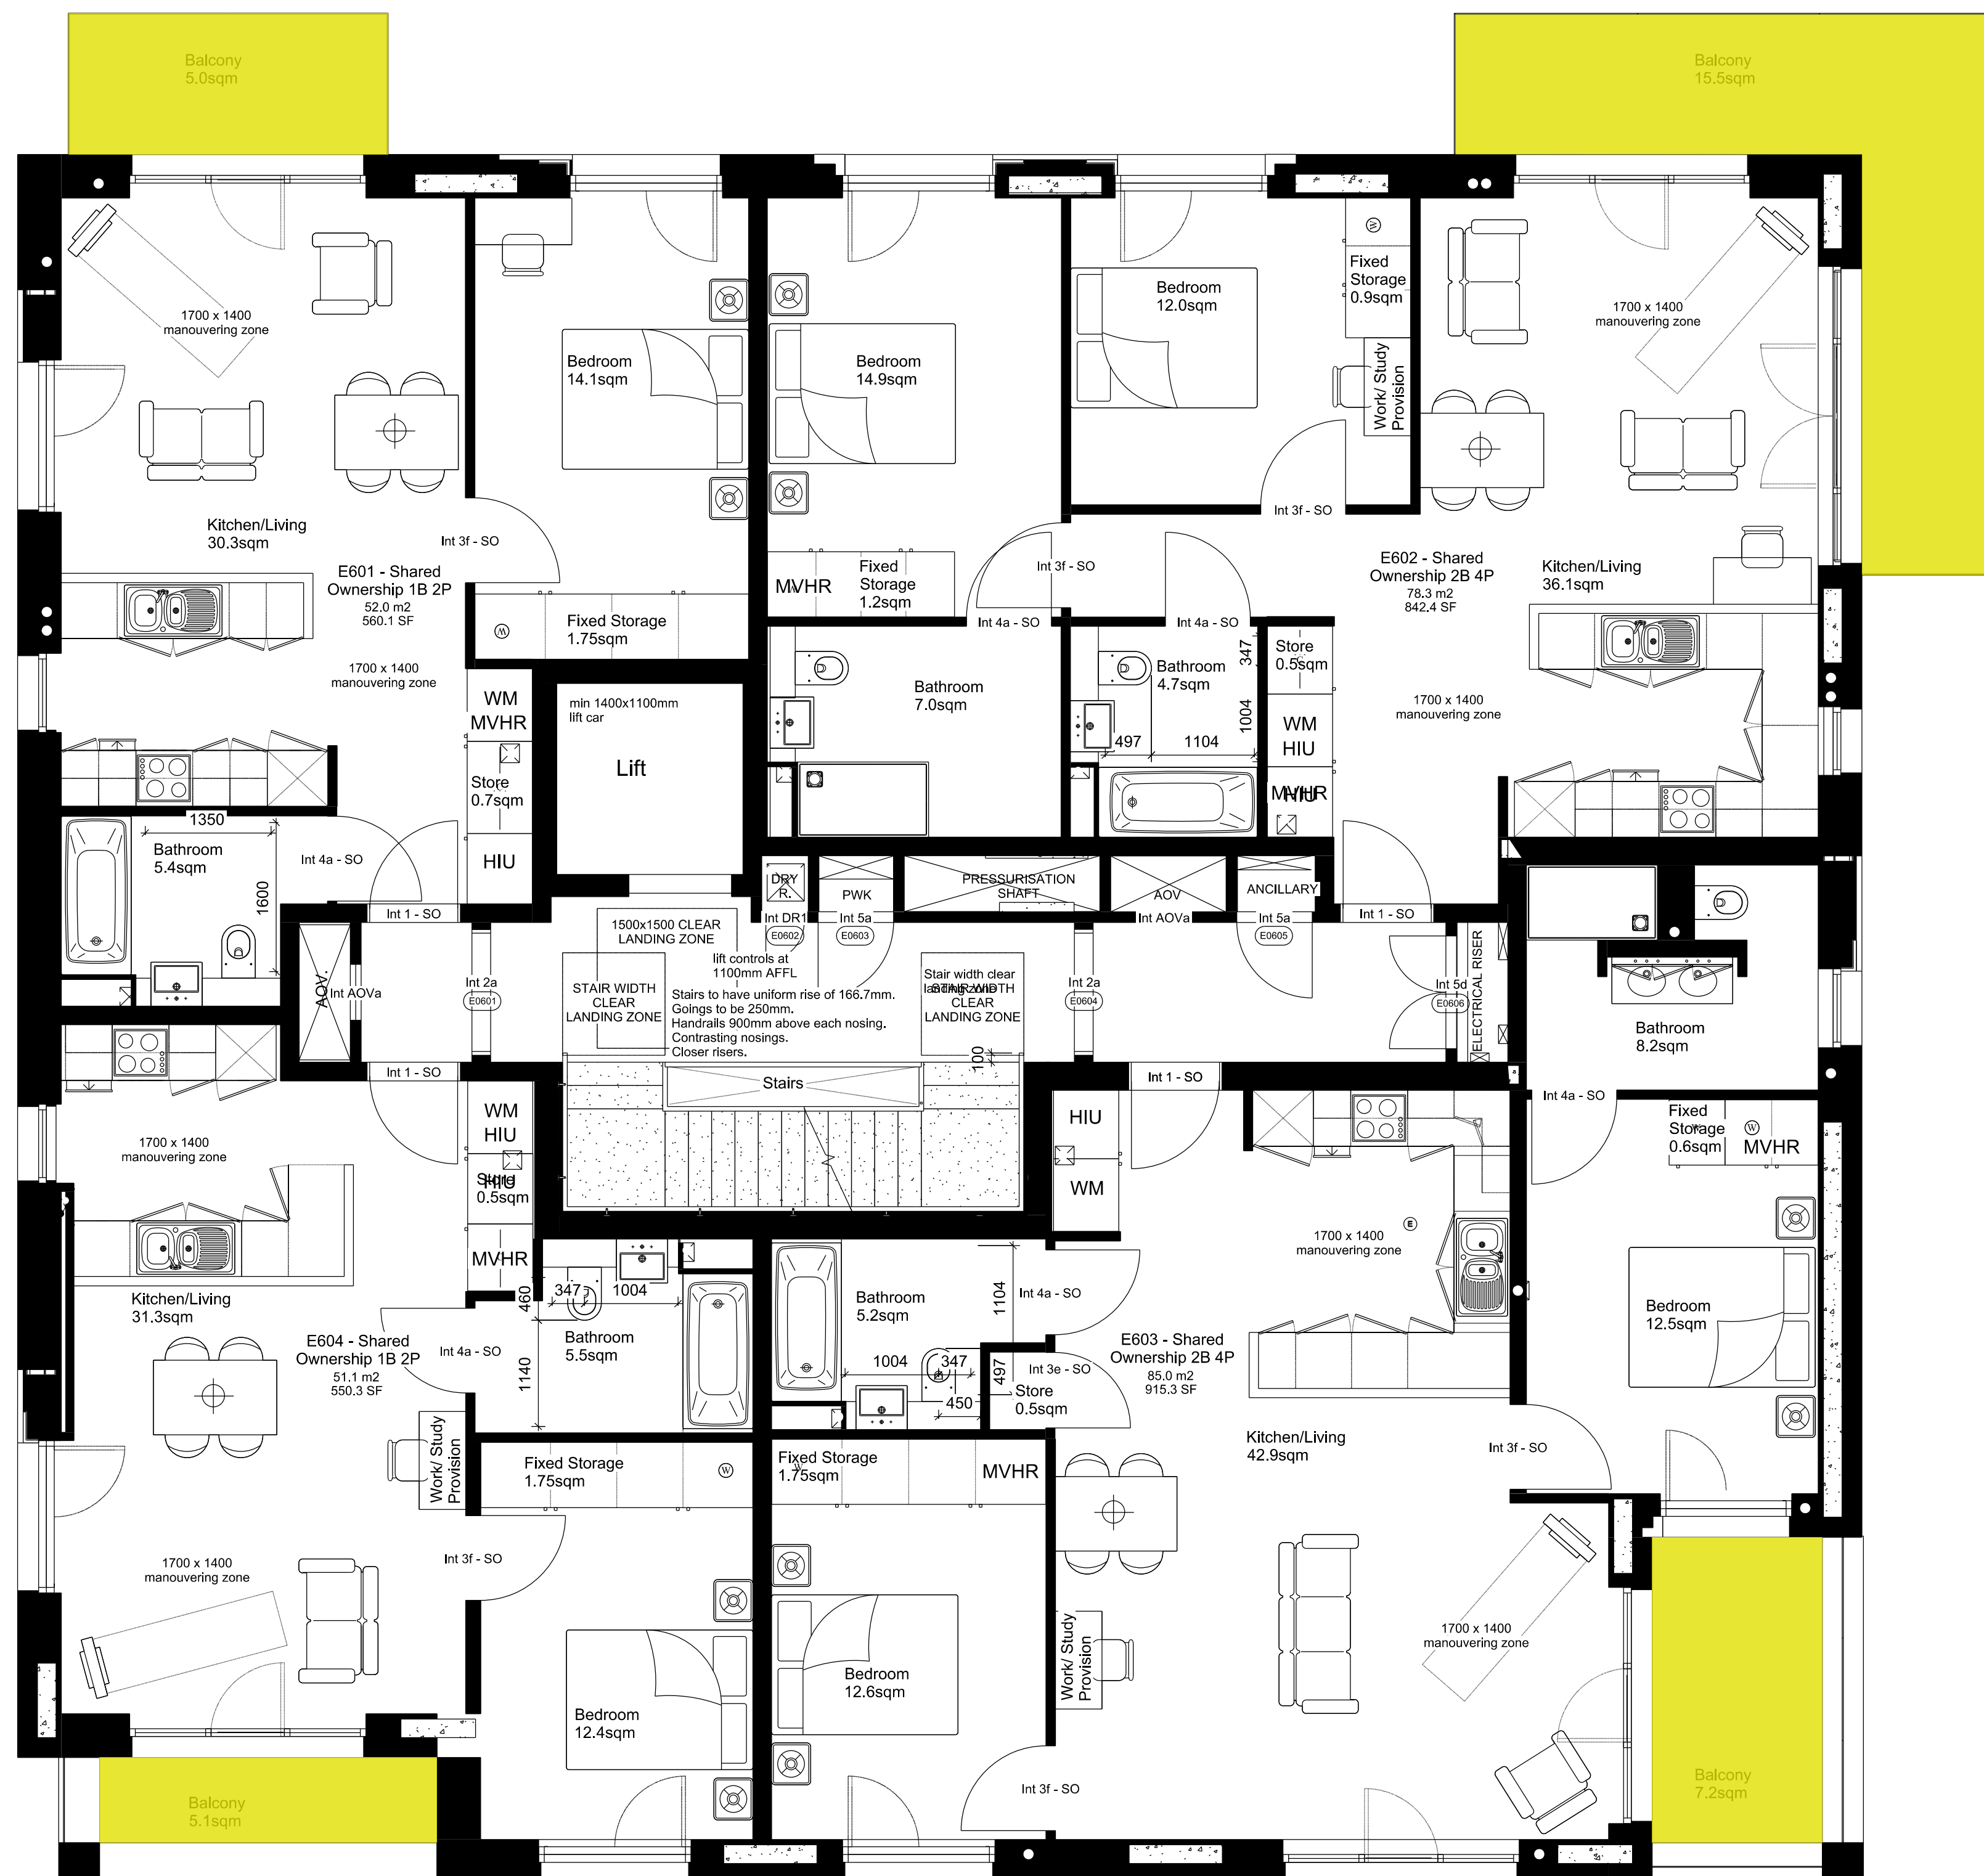 Balcony
5.0sqm
Balcony
15.5sqm
1700 x 1400
manouvering zone
Bedroom
14.1sqm
Bedroom
14.9sqm
Bedroom
12.0sqm
W
Fixed
Storage
0.9sqm
Work/ Study
Provision
1700 x 1400
manouvering zone
Kitchen/Living
30.3sqm
Int 3f - SO
E601 - Shared
Ownership 1B 2P
52.0 m2
560.1 SF
W
Fixed Storage
1.75sqm
MVHR
Fixed
Storage
1.2sqm
Int 3f - SO
Int 3f - SO
Int 4a - SO
Int 4a - SO
E602 - Shared
Ownership 2B 4P
78.3 m2
842.4 SF
Kitchen/Living
36.1sqm
1700 x 1400
manouvering zone
WM
MVHR
Store
0.7sqm
HIU
min 1400x1100mm
lift car
Lift
Bathroom
7.0sqm
Bathroom
4.7sqm
347
1004
497
1104
Store
0.5sqm
WM
HIU
MVHR
HIU
1700 x 1400
manouvering zone
1350
Bathroom
5.4sqm
1600
Int 4a - SO
Int 1 - SO
AOV.
Int AOVa
Int 2a
E0601
1500x1500 CLEAR
LANDING ZONE
lift controls at
1100mm AFFL
DRY
R.
Int DR1
E0602
PWK
Int 5a
E0603
PRESSURISATION
SHAFT
AOV
Int AOVa
ANCILLARY
Int 5a
E0605
Int 1 - SO
STAIR WIDTH
CLEAR
LANDING ZONE
Stairs to have uniform rise of 166.7mm.
Goings to be 250mm.
Handrails 900mm above each nosing.
Contrasting nosings.
Closer risers.
Stair width clear
landing zone
STAIR WIDTH
CLEAR
LANDING ZONE
100
Int 2a
E0604
Int 5d
E0606
ELECTRICAL RISER
Stairs
Bathroom
8.2sqm
Int 4a - SO
Int 1 - SO
Int 1 - SO
1700 x 1400
manouvering zone
WM
HIU
Store
HIU
0.5sqm
MVHR
HIU
WM
E
1700 x 1400
manouvering zone
Fixed
Storage
0.6sqm
W
MVHR
Kitchen/Living
31.3sqm
E604 - Shared
Ownership 1B 2P
51.1 m2
550.3 SF
Int 4a - SO
460
347
1004
1140
Bathroom
5.5sqm
Bathroom
5.2sqm
1104
1004
347
497
450
Int 4a - SO
Int 3e - SO
Store
0.5sqm
E603 - Shared
Ownership 2B 4P
85.0 m2
915.3 SF
Bedroom
12.5sqm
Work/ Study
Provision
Fixed Storage
1.75sqm
W
Fixed Storage
1.75sqm
W
MVHR
Kitchen/Living
42.9sqm
Int 3f - SO
1700 x 1400
manouvering zone
Int 3f - SO
Bedroom
12.4sqm
Bedroom
12.6sqm
Work/ Study
Provision
1700 x 1400
manouvering zone
Int 3f - SO
Balcony
5.1sqm
Balcony
7.2sqm